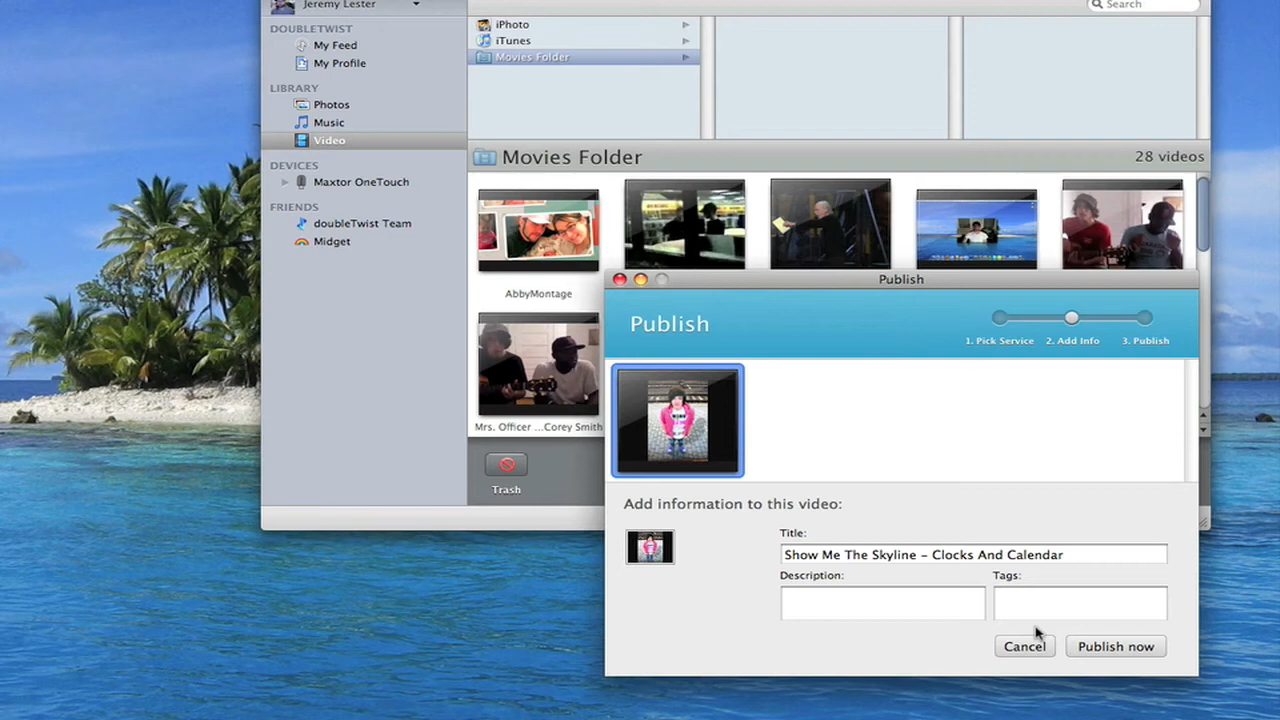 Jeremy Lester
Search
DOUBLETWIST
My Feed
My Profile
LIBRARY
Photos
Music
Video
DEVICES
Maxtor OneTouch
FRIENDS
doubleTwist Team
Midget
iPhoto
iTunes
Movies Folder
Movies Folder
28 videos
AbbyMontage
Mrs. Officer ...Corey Smith
Trash
Publish
Publish
1. Pick Service
2. Add Info
3. Publish
Add information to this video:
Title:
Show Me The Skyline – Clocks And Calendar
Description:
Tags:
Cancel
Publish now